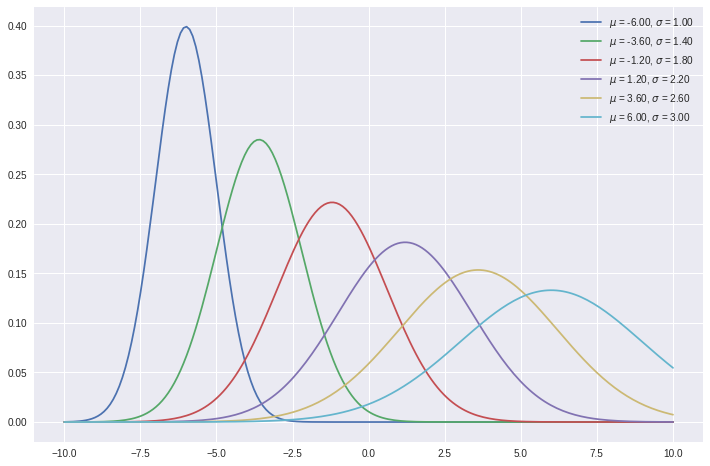 0.40
0.35
0.30
0.25
0.20
0.15
0.10
0.05
0.00
−10.0 −7.5 −5.0 −2.5 0.0 2.5 5.0 7.5 10.0
μ = -6.00, σ = 1.00
μ = -3.60, σ = 1.40
μ = -1.20, σ = 1.80
μ = 1.20, σ = 2.20
μ = 3.60, σ = 2.60
μ = 6.00, σ = 3.00